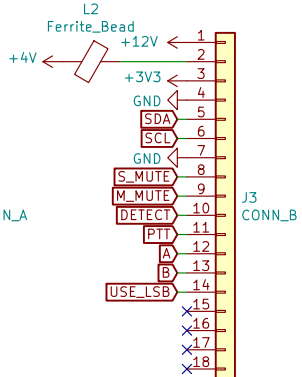 L2
Ferrite_Bead
+12V 1
+4V 2
+3V3 3
GND 4
SDA 5
SCL 6
GND 7
S_MUTE 8
M_MUTE 9
J3
DETECT 10
N_A
CONN_B
PTT 11
A 12
B 13
USE_LSB 14
15
16
17
18